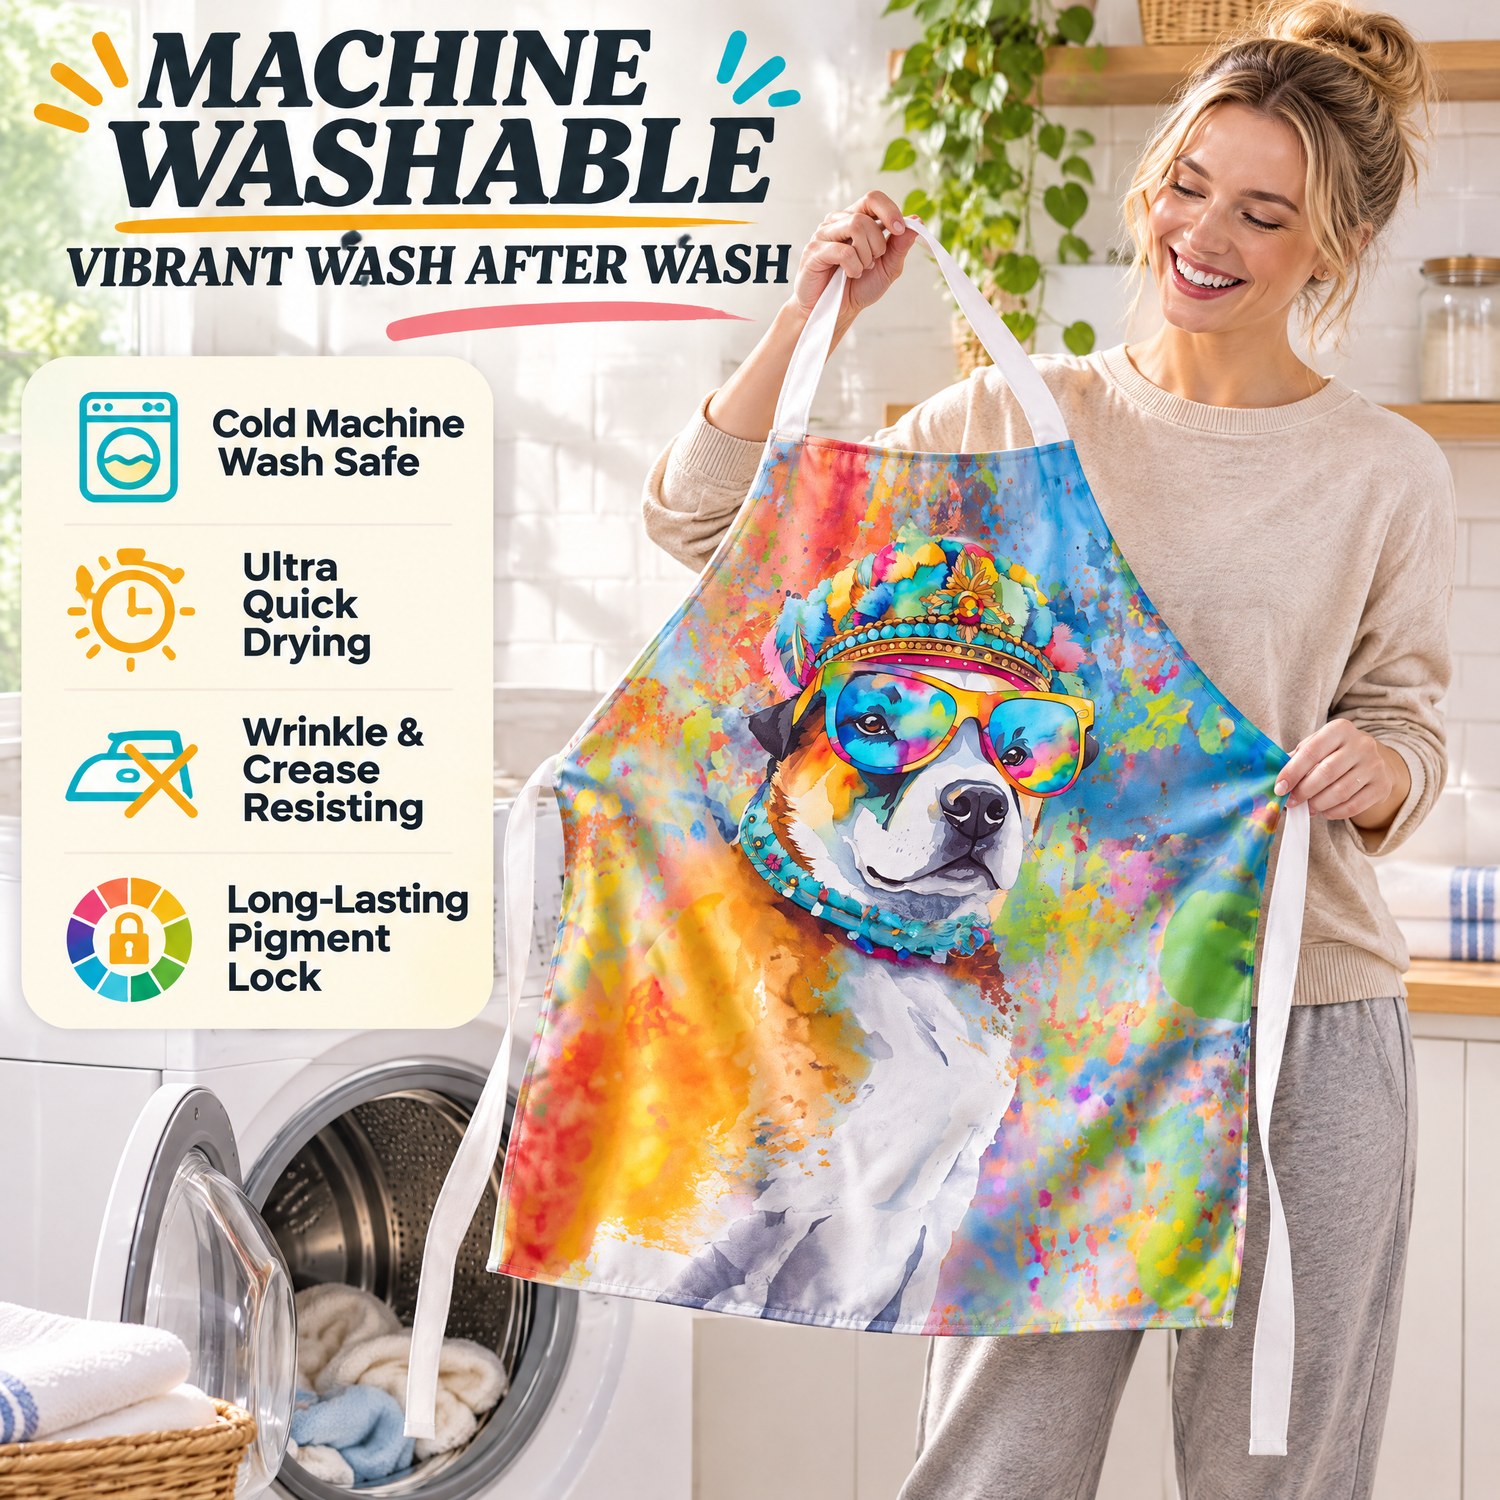 MACHINE
WASHABLE
VIBRANT WASH AFTER WASH
Cold Machine
Wash Safe
Ultra
Quick
Drying
Wrinkle &
Crease
Resisting
Long-Lasting
Pigment
Lock